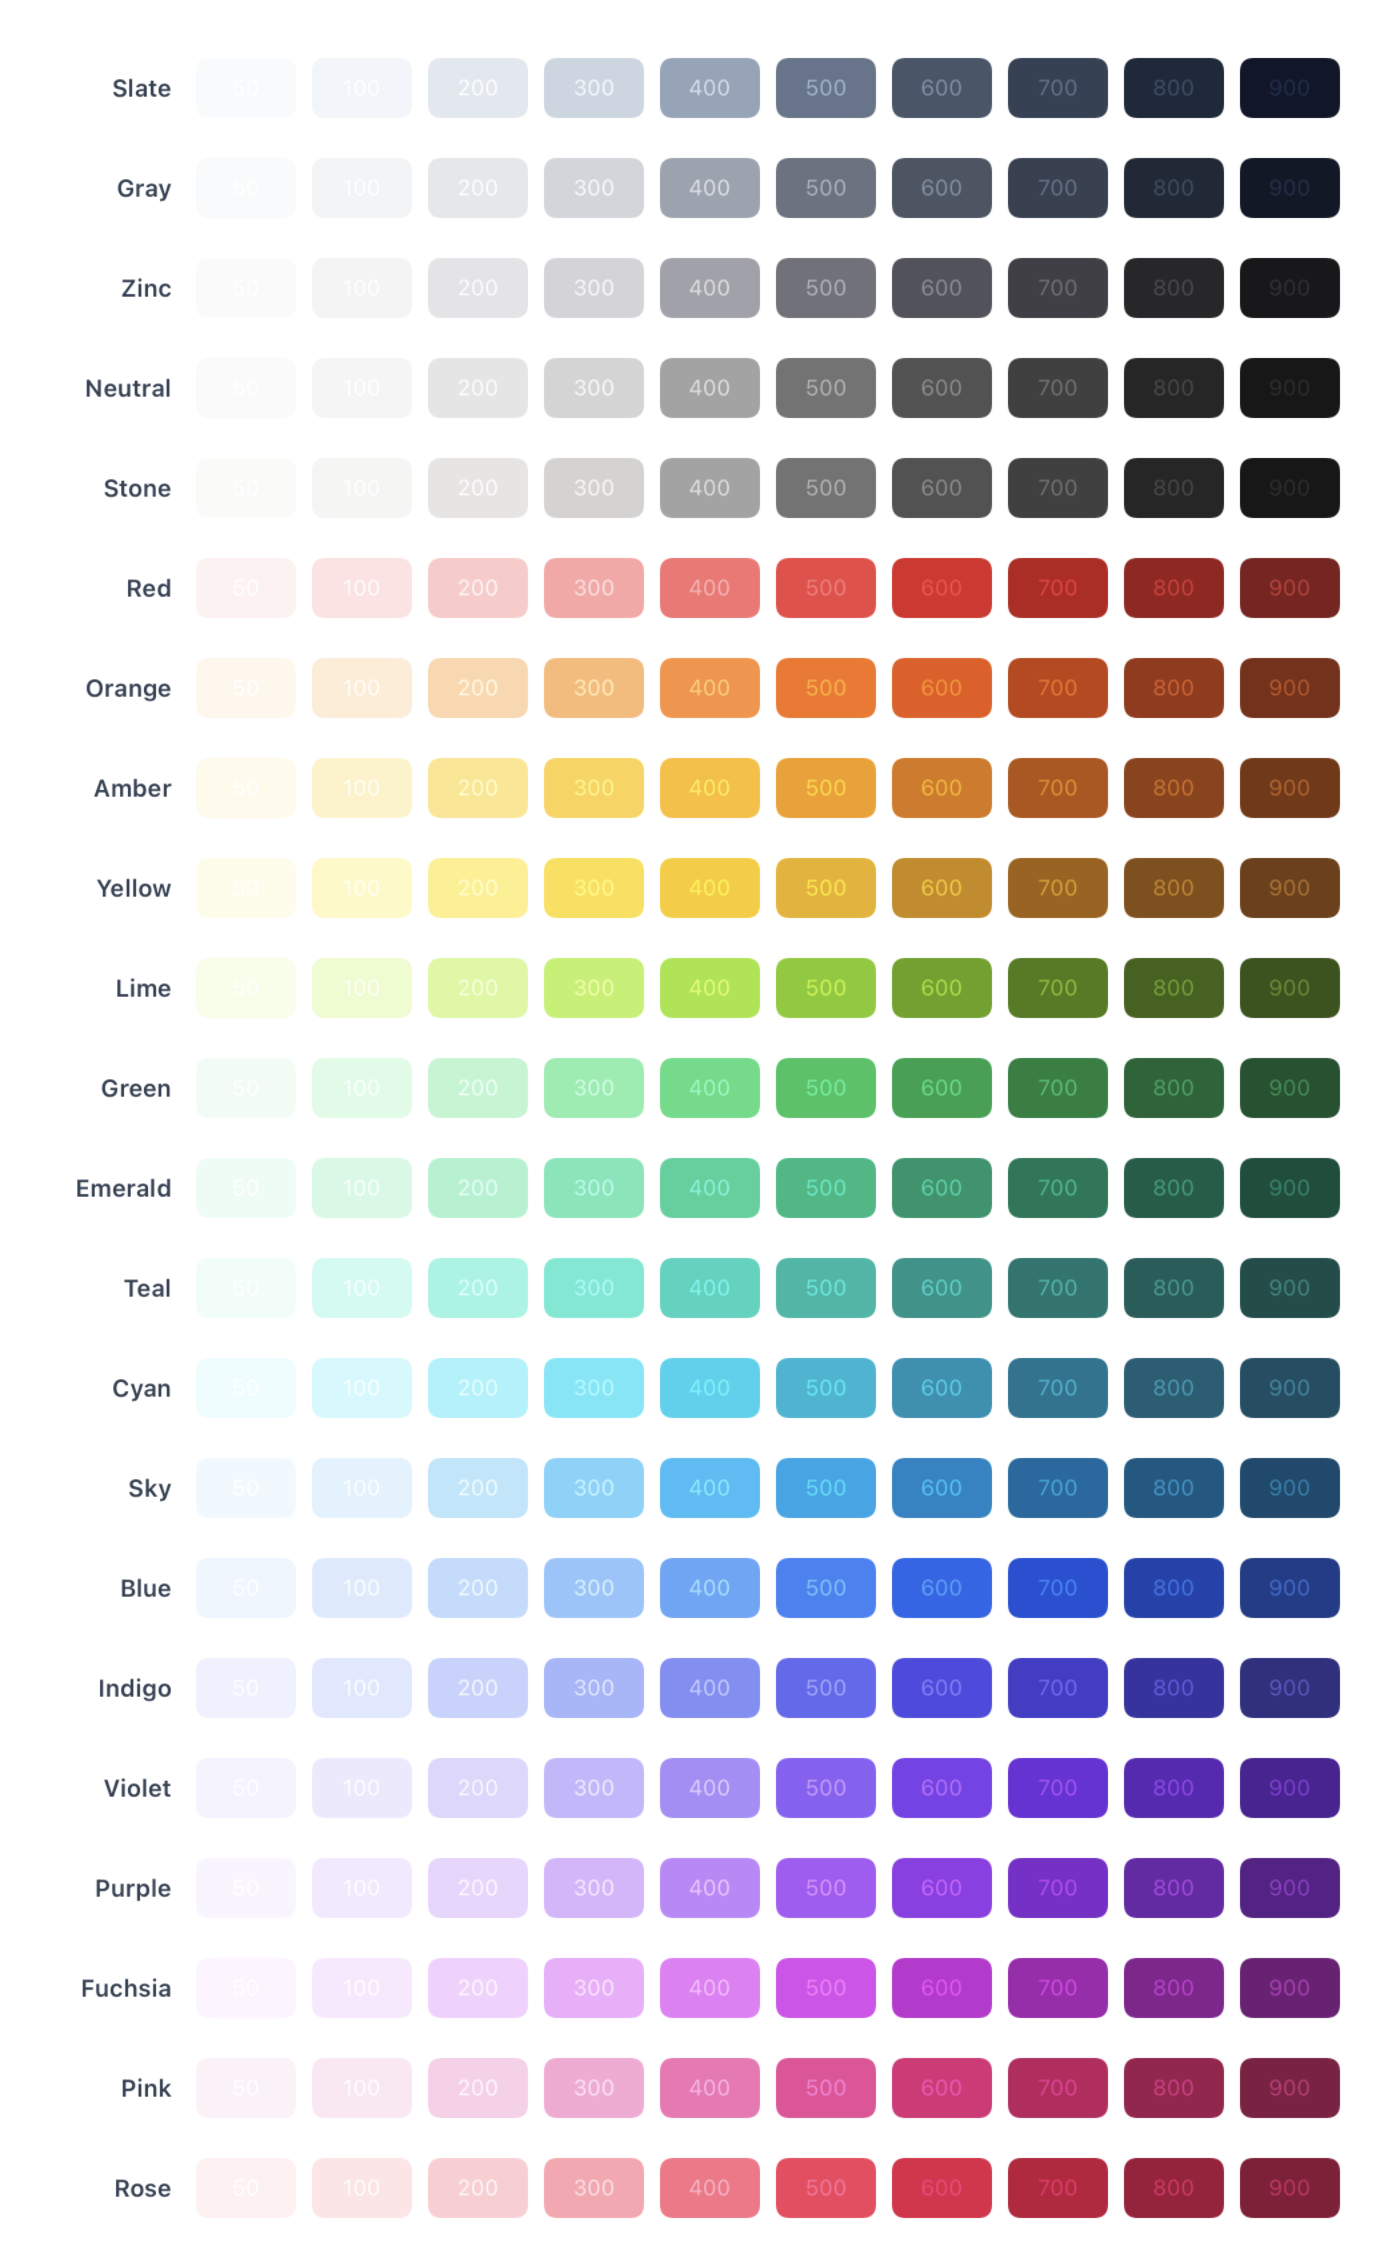 Slate 50 100 200 300 400 500 600 700 800 900
Gray 50 100 200 300 400 500 600 700 800 900
Zinc 50 100 200 300 400 500 600 700 800 900
Neutral 50 100 200 300 400 500 600 700 800 900
Stone 50 100 200 300 400 500 600 700 800 900
Red 50 100 200 300 400 500 600 700 800 900
Orange 50 100 200 300 400 500 600 700 800 900
Amber 50 100 200 300 400 500 600 700 800 900
Yellow 50 100 200 300 400 500 600 700 800 900
Lime 50 100 200 300 400 500 600 700 800 900
Green 50 100 200 300 400 500 600 700 800 900
Emerald 50 100 200 300 400 500 600 700 800 900
Teal 50 100 200 300 400 500 600 700 800 900
Cyan 50 100 200 300 400 500 600 700 800 900
Sky 50 100 200 300 400 500 600 700 800 900
Blue 50 100 200 300 400 500 600 700 800 900
Indigo 50 100 200 300 400 500 600 700 800 900
Violet 50 100 200 300 400 500 600 700 800 900
Purple 50 100 200 300 400 500 600 700 800 900
Fuchsia 50 100 200 300 400 500 600 700 800 900
Pink 50 100 200 300 400 500 600 700 800 900
Rose 50 100 200 300 400 500 600 700 800 900